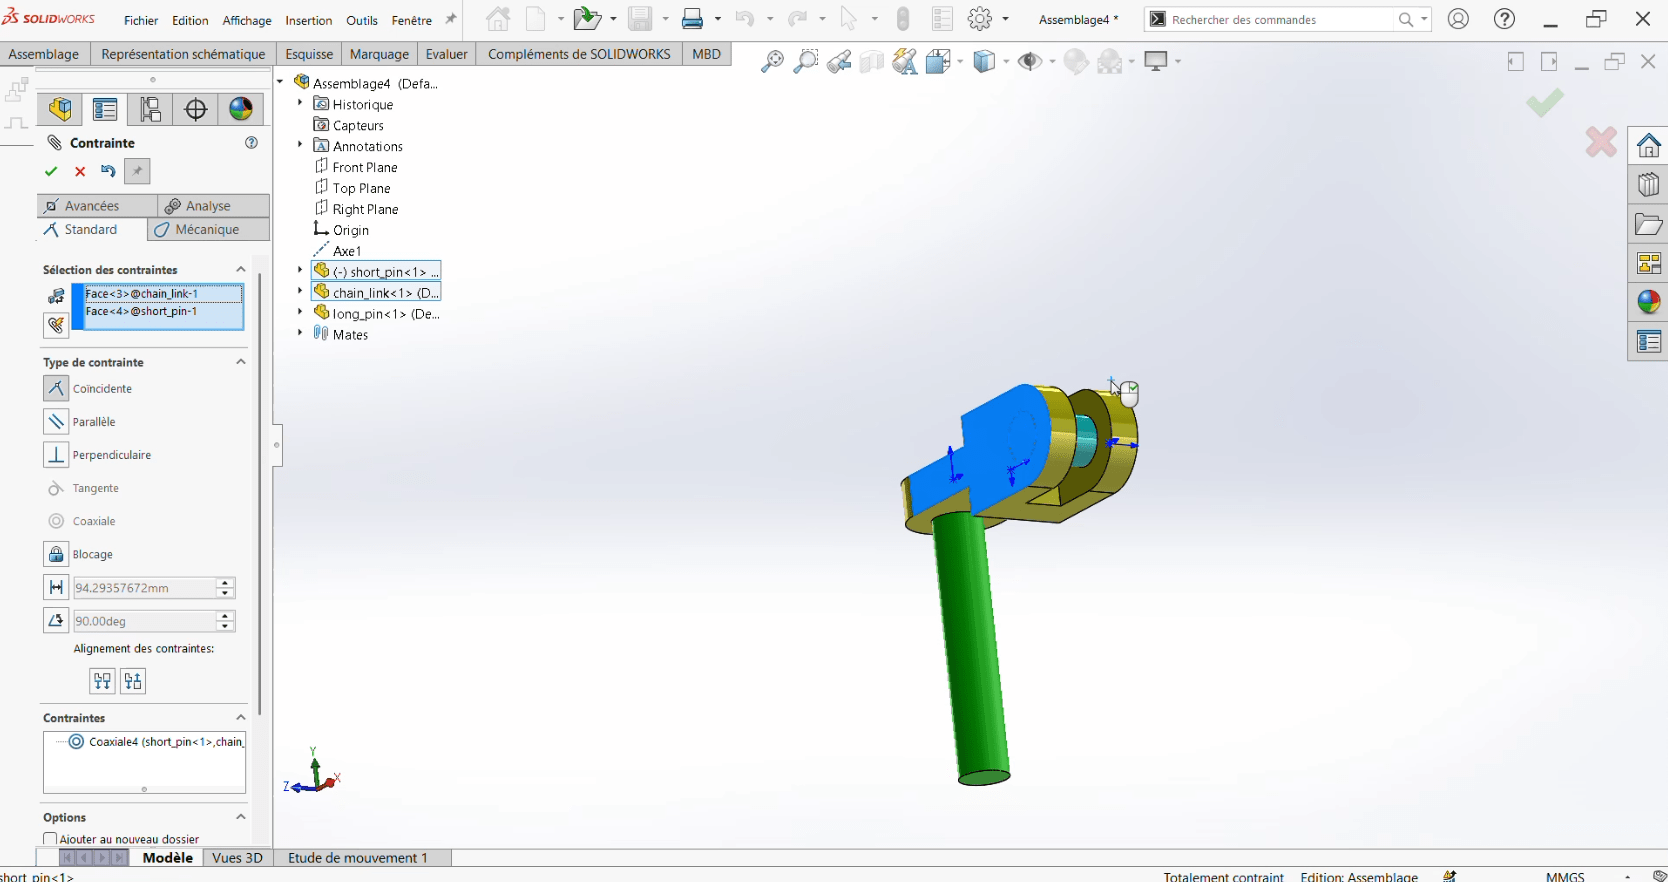 SOLIDWORKS
Fichier Edition Affichage Insertion Outils Fenêtre
Assemblage4 *
Rechercher des commandes
Assemblage Représentation schématique Esquisse Marquage Evaluer Compléments de SOLIDWORKS MBD
Assemblage4 (Defa...
Historique
Capteurs
Annotations
Front Plane
Top Plane
Right Plane
Origin
Axe1
(-) short_pin<1> ...
chain_link<1> (D...
long_pin<1> (De...
Mates
Contrainte
Avancées Analyse
Standard Mécanique
Sélection des contraintes
Face<3>@chain_link-1
Face<4>@short_pin-1
Type de contrainte
Coïncidente
Parallèle
Perpendiculaire
Tangente
Coaxiale
Blocage
94.29357672mm
90.00deg
Alignement des contraintes:
Contraintes
Coaxiale4 (short_pin<1>,chain_
Options
Ajouter au nouveau dossier
Y
Z X
Modèle Vues 3D Etude de mouvement 1
short_pin<1>
Totalement contraint Edition: Assemblage MMGS